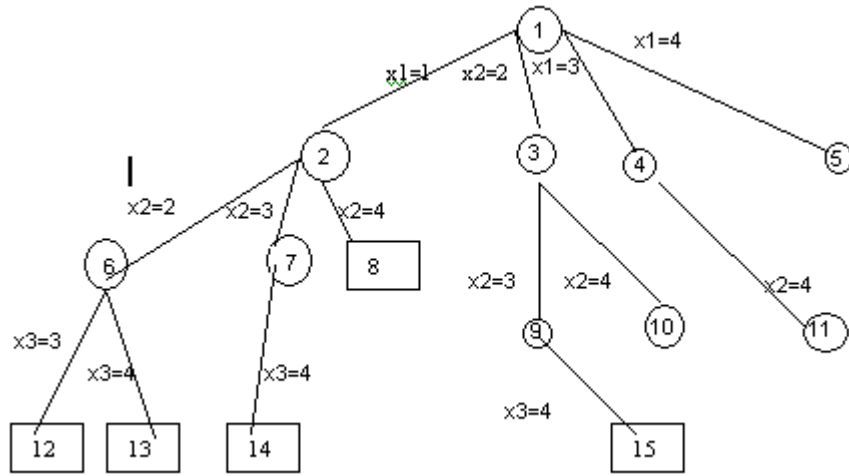 1
x1=4
x1=1
x2=2
x1=3
2
3
4
5
x2=2
x2=3
x2=4
6
7
8
x2=3
x2=4
x2=4
9
10
11
x3=3
x3=4
x3=4
x3=4
12
13
14
15